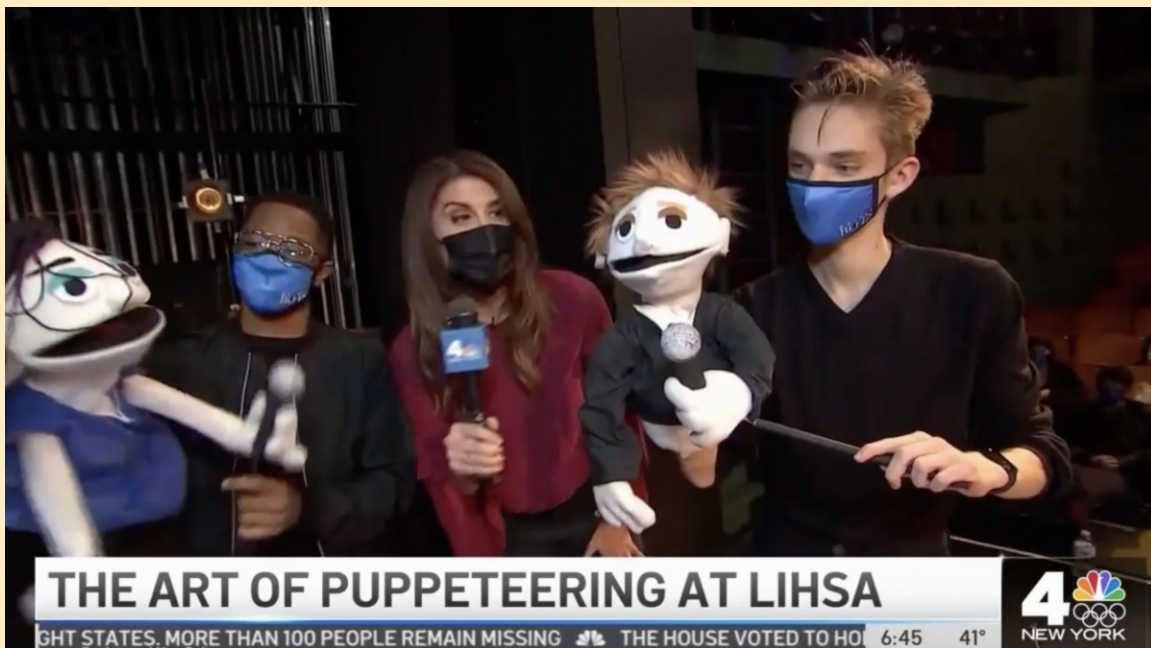 4
THE ART OF PUPPETEERING AT LIHSA
4
NEW YORK
GHT STATES. MORE THAN 100 PEOPLE REMAIN MISSING THE HOUSE VOTED TO HO 6:45 41°